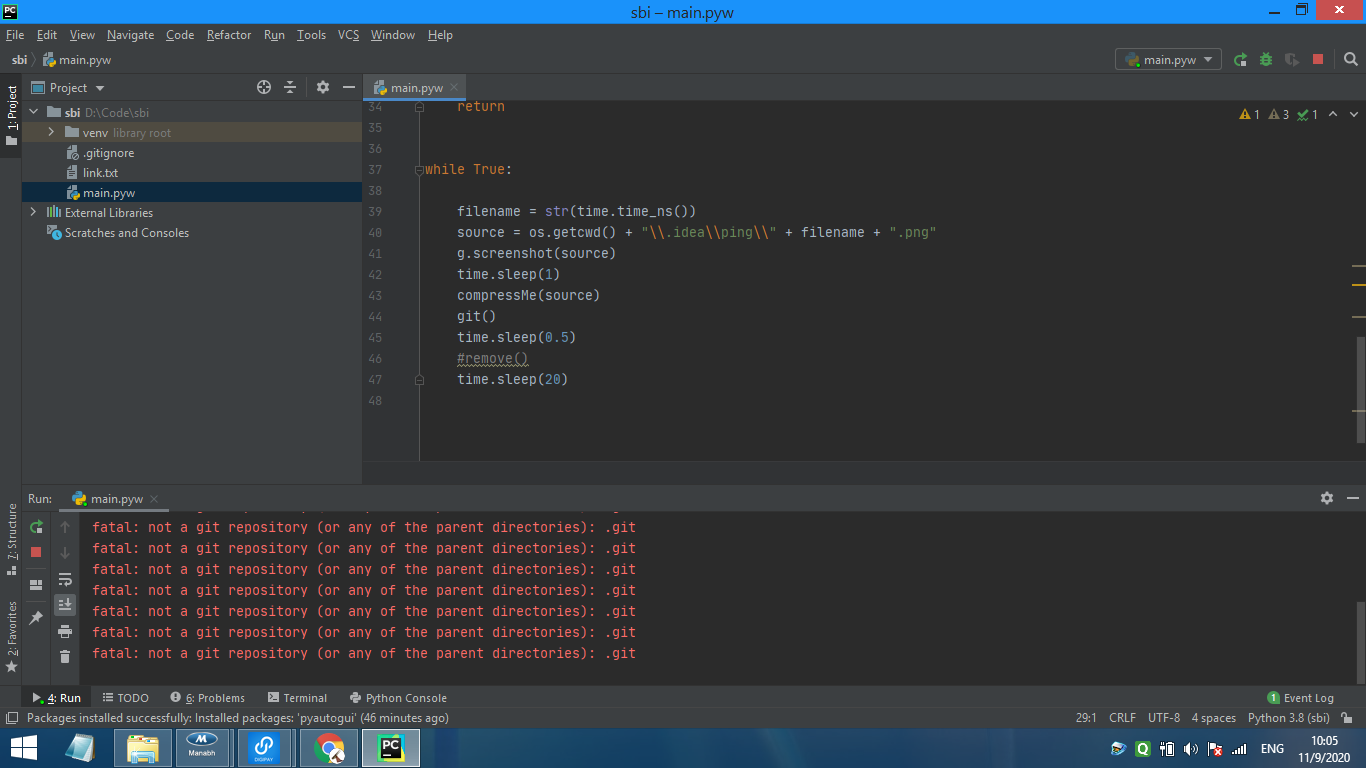 PC
sbi – main.pyw
File Edit View Navigate Code Refactor Run Tools VCS Window Help
sbi main.pyw
main.pyw
1: Project
Project
main.pyw
sbi D:\Code\sbi
venv library root
.gitignore
link.txt
main.pyw
External Libraries
Scratches and Consoles
1 3 1
34 return
35
36
37 while True:
38
39 filename = str(time.time_ns())
40 source = os.getcwd() + "\\.idea\\ping\\" + filename + ".png"
41 g.screenshot(source)
42 time.sleep(1)
43 compressMe(source)
44 git()
45 time.sleep(0.5)
46 #remove()
47 time.sleep(20)
48
Run: main.pyw
7: Structure
2: Favorites
fatal: not a git repository (or any of the parent directories): .git
fatal: not a git repository (or any of the parent directories): .git
fatal: not a git repository (or any of the parent directories): .git
fatal: not a git repository (or any of the parent directories): .git
fatal: not a git repository (or any of the parent directories): .git
fatal: not a git repository (or any of the parent directories): .git
fatal: not a git repository (or any of the parent directories): .git
4: Run TODO 6: Problems Terminal Python Console 1 Event Log
Packages installed successfully: Installed packages: 'pyautogui' (46 minutes ago) 29:1 CRLF UTF-8 4 spaces Python 3.8 (sbi)
Manabh DIGIPAY PC ENG 10:05
11/9/2020